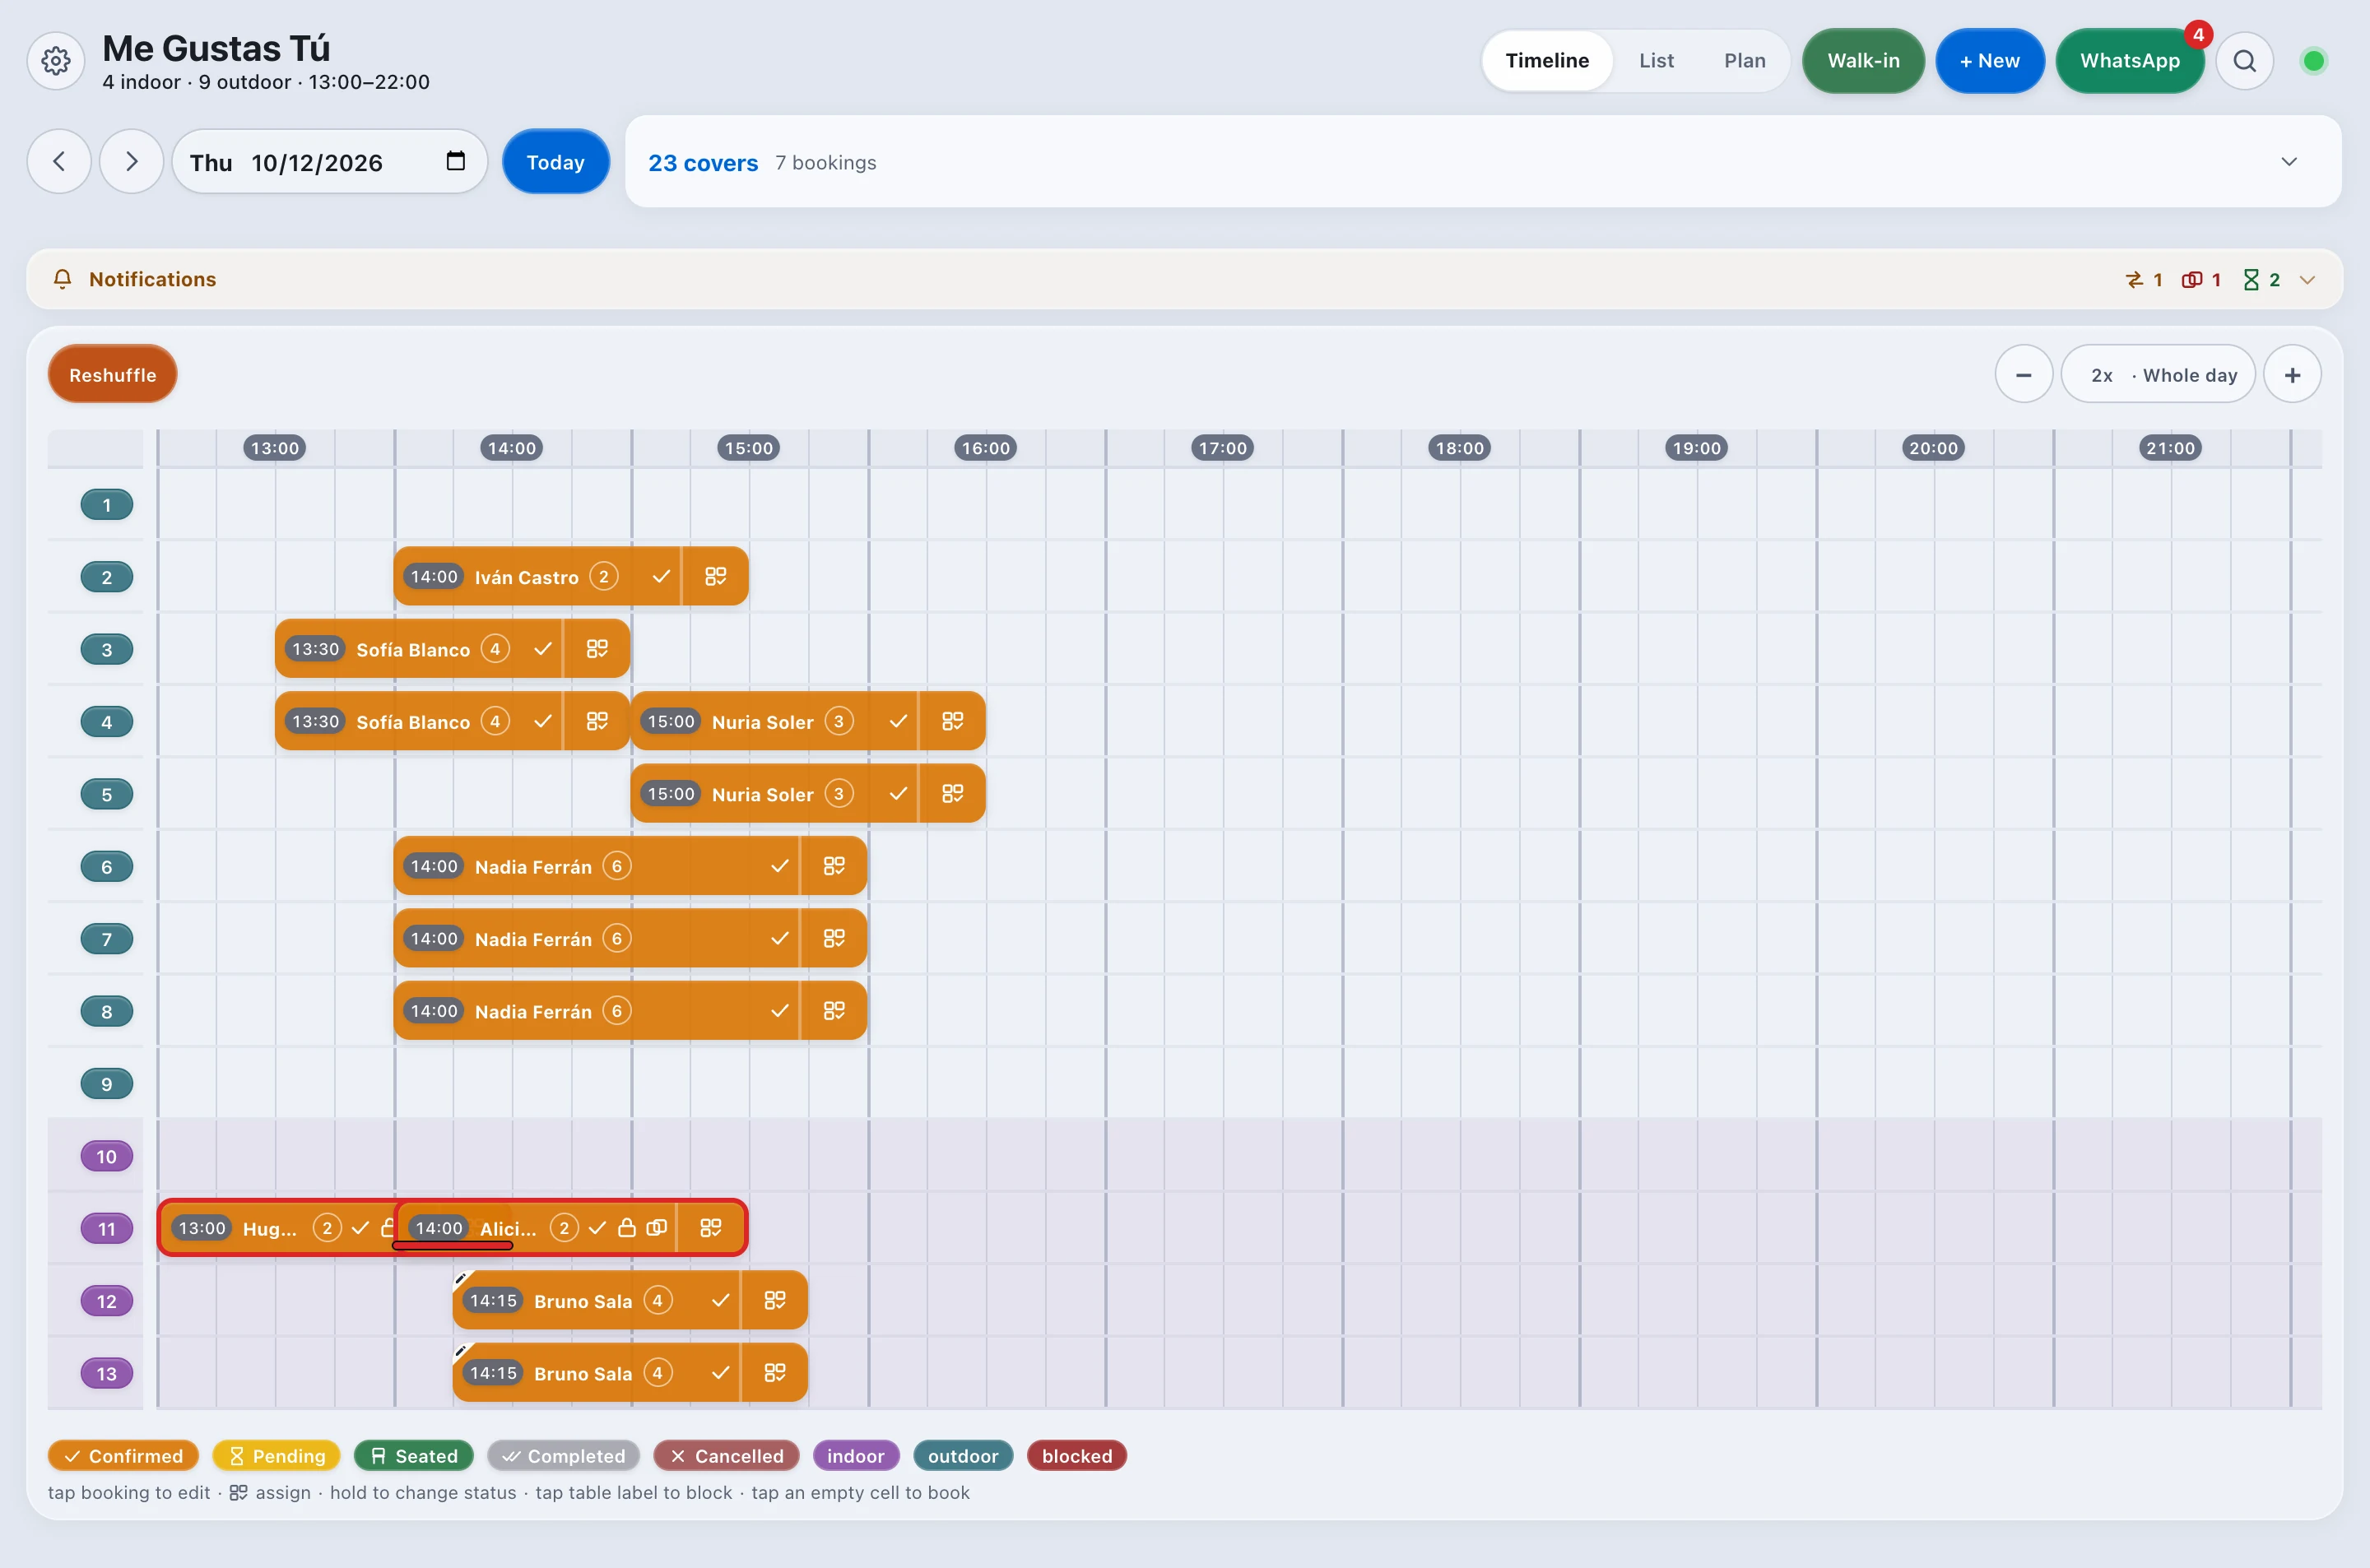 Me Gustas Tú
4 indoor · 9 outdoor · 13:00–22:00
Timeline List Plan Walk-in + New WhatsApp 4
Thu 10/12/2026 Today 23 covers 7 bookings
Notifications 1 1 2
Reshuffle − 2x · Whole day +
13:00 14:00 15:00 16:00 17:00 18:00 19:00 20:00 21:00
1
2 14:00 Iván Castro 2
3 13:30 Sofía Blanco 4
4 13:30 Sofía Blanco 4 15:00 Nuria Soler 3
5 15:00 Nuria Soler 3
6 14:00 Nadia Ferrán 6
7 14:00 Nadia Ferrán 6
8 14:00 Nadia Ferrán 6
9
10
11 13:00 Hug... 2 14:00 Alici... 2
12 14:15 Bruno Sala 4
13 14:15 Bruno Sala 4
Confirmed Pending Seated Completed Cancelled indoor outdoor blocked
tap booking to edit · assign · hold to change status · tap table label to block · tap an empty cell to book